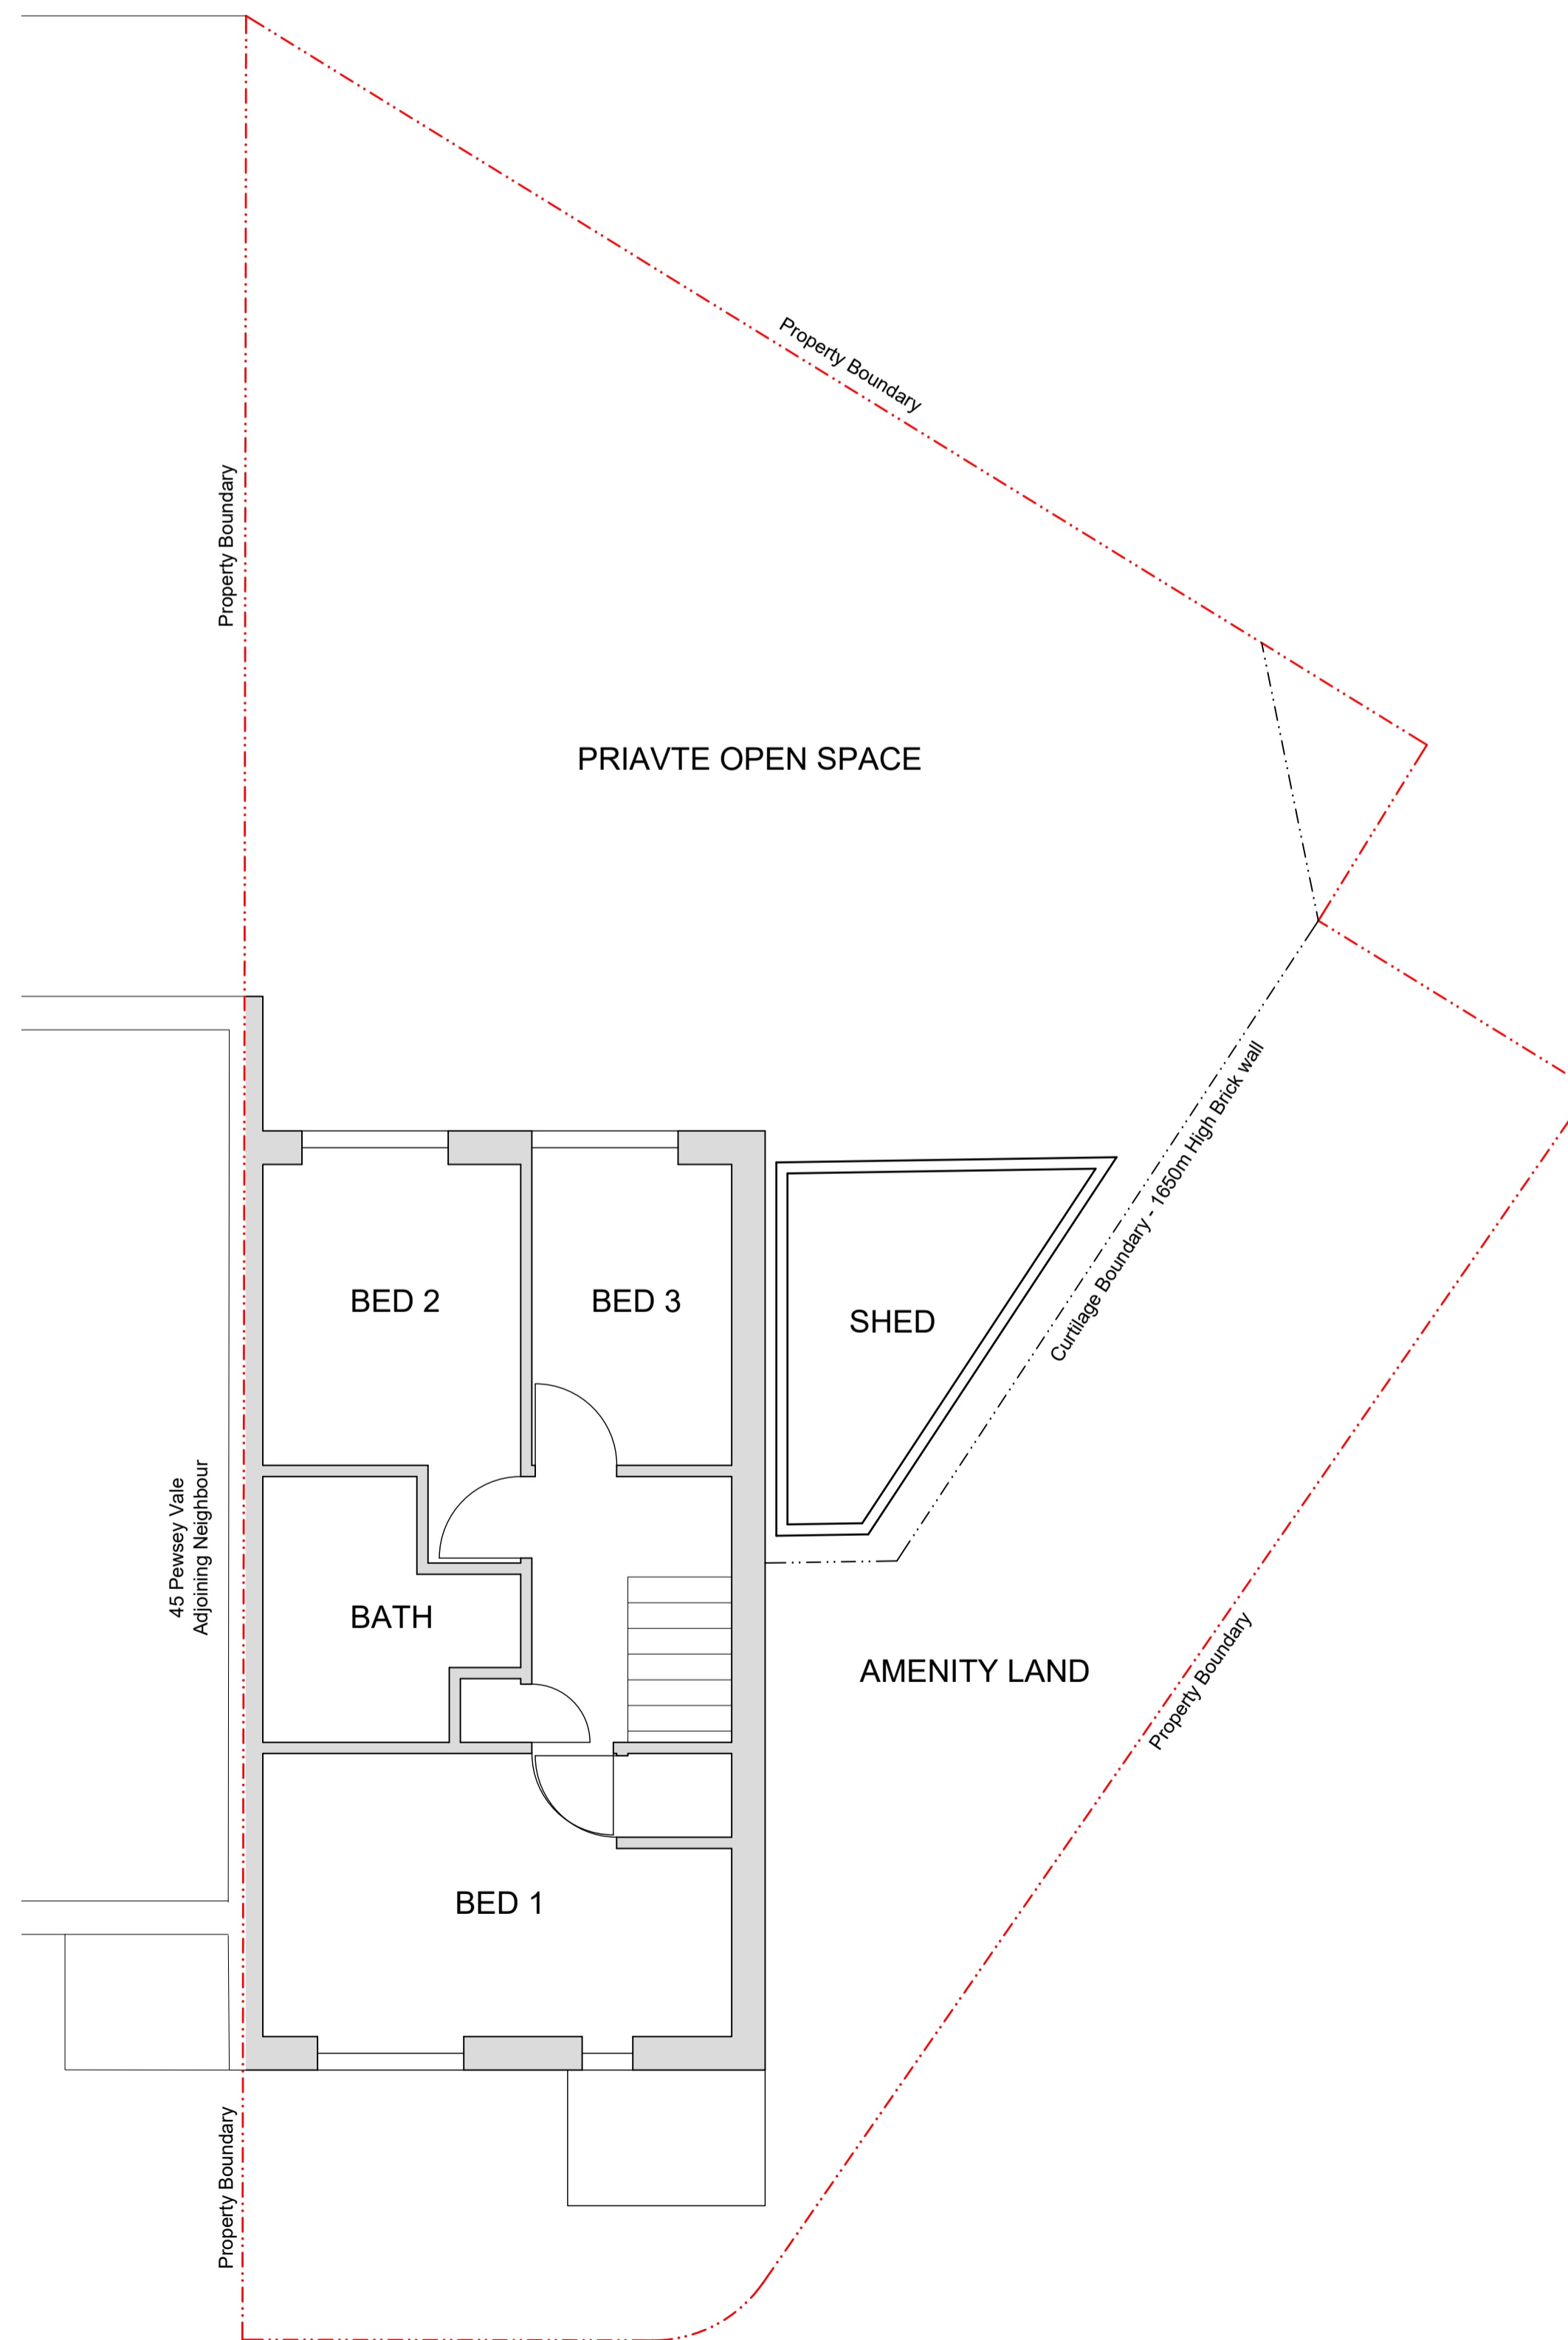 Property Boundary
Property Boundary
PRIAVTE OPEN SPACE
Curtilage Boundary - 1650m High Brick wall
BED 2
BED 3
SHED
45 Pewsey Vale
Adjoining Neighbour
BATH
AMENITY LAND
Property Boundary
BED 1
Property Boundary